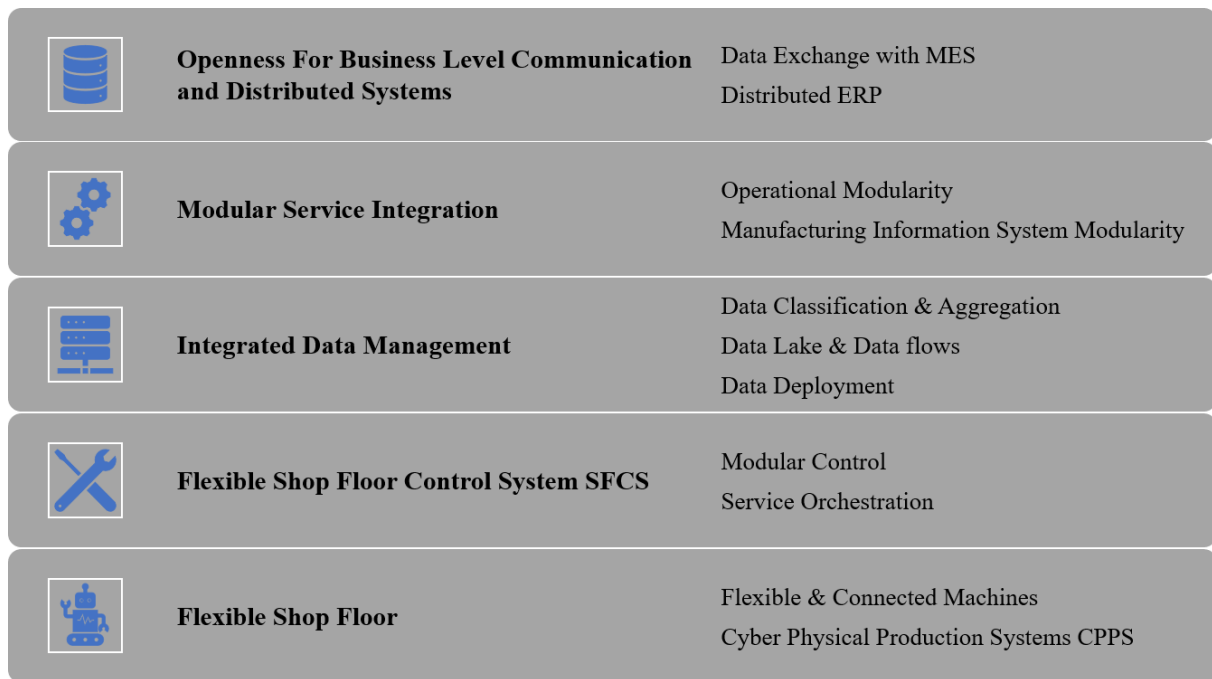 Openness For Business Level Communication
and Distributed Systems
Data Exchange with MES
Distributed ERP
Modular Service Integration
Operational Modularity
Manufacturing Information System Modularity
Integrated Data Management
Data Classification & Aggregation
Data Lake & Data flows
Data Deployment
Flexible Shop Floor Control System SFCS
Modular Control
Service Orchestration
Flexible Shop Floor
Flexible & Connected Machines
Cyber Physical Production Systems CPPS